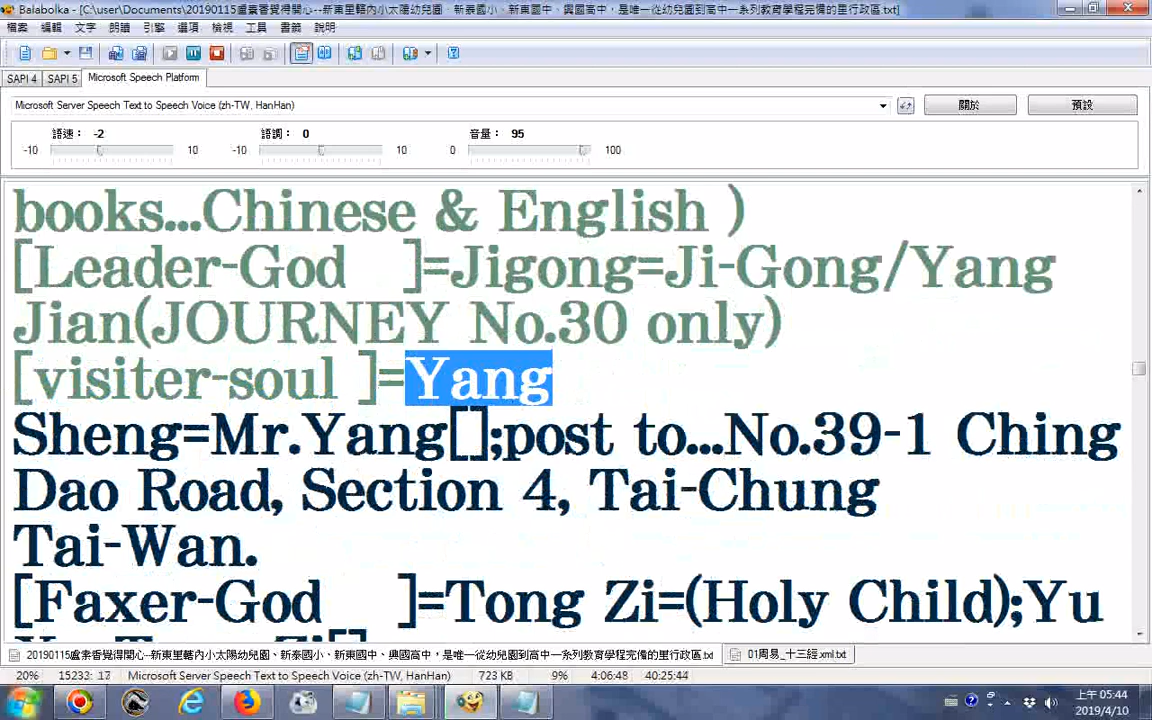 Balabolka - [C:\user\Documents\20190115盧素香覺得開心--新東里轄內小太陽幼兒園、新泰國小、新東國中、興國高中，是唯一從幼兒園到高中一系列教育學程完備的里行政區.txt]
檔案 編輯 文字 朗讀 引擎 選項 檢視 工具 書籤 說明
SAPI 4 SAPI 5 Microsoft Speech Platform
Microsoft Server Speech Text to Speech Voice (zh-TW, HanHan) 關於 預設
語速： -2 語調： 0 音量： 95
-10 10 -10 10 0 100
books...Chinese & English )
[Leader-God ]=Jigong=Ji-Gong/Yang
Jian(JOURNEY No.30 only)
[visiter-soul ]=Yang
Sheng=Mr.Yang[];post to...No.39-1 Ching
Dao Road, Section 4, Tai-Chung
Tai-Wan.
[Faxer-God ]=Tong Zi=(Holy Child);Yu
20190115盧素香覺得開心--新東里轄內小太陽幼兒園、新泰國小、新東國中、興國高中，是唯一從幼兒園到高中一系列教育學程完備的里行政區.txt 01周易_十三經.xml.txt
20% 15233: 17 Microsoft Server Speech Text to Speech Voice (zh-TW, HanHan) 723 KB 9% 4:06:48 40:25:44
上午 05:44
2019/4/10